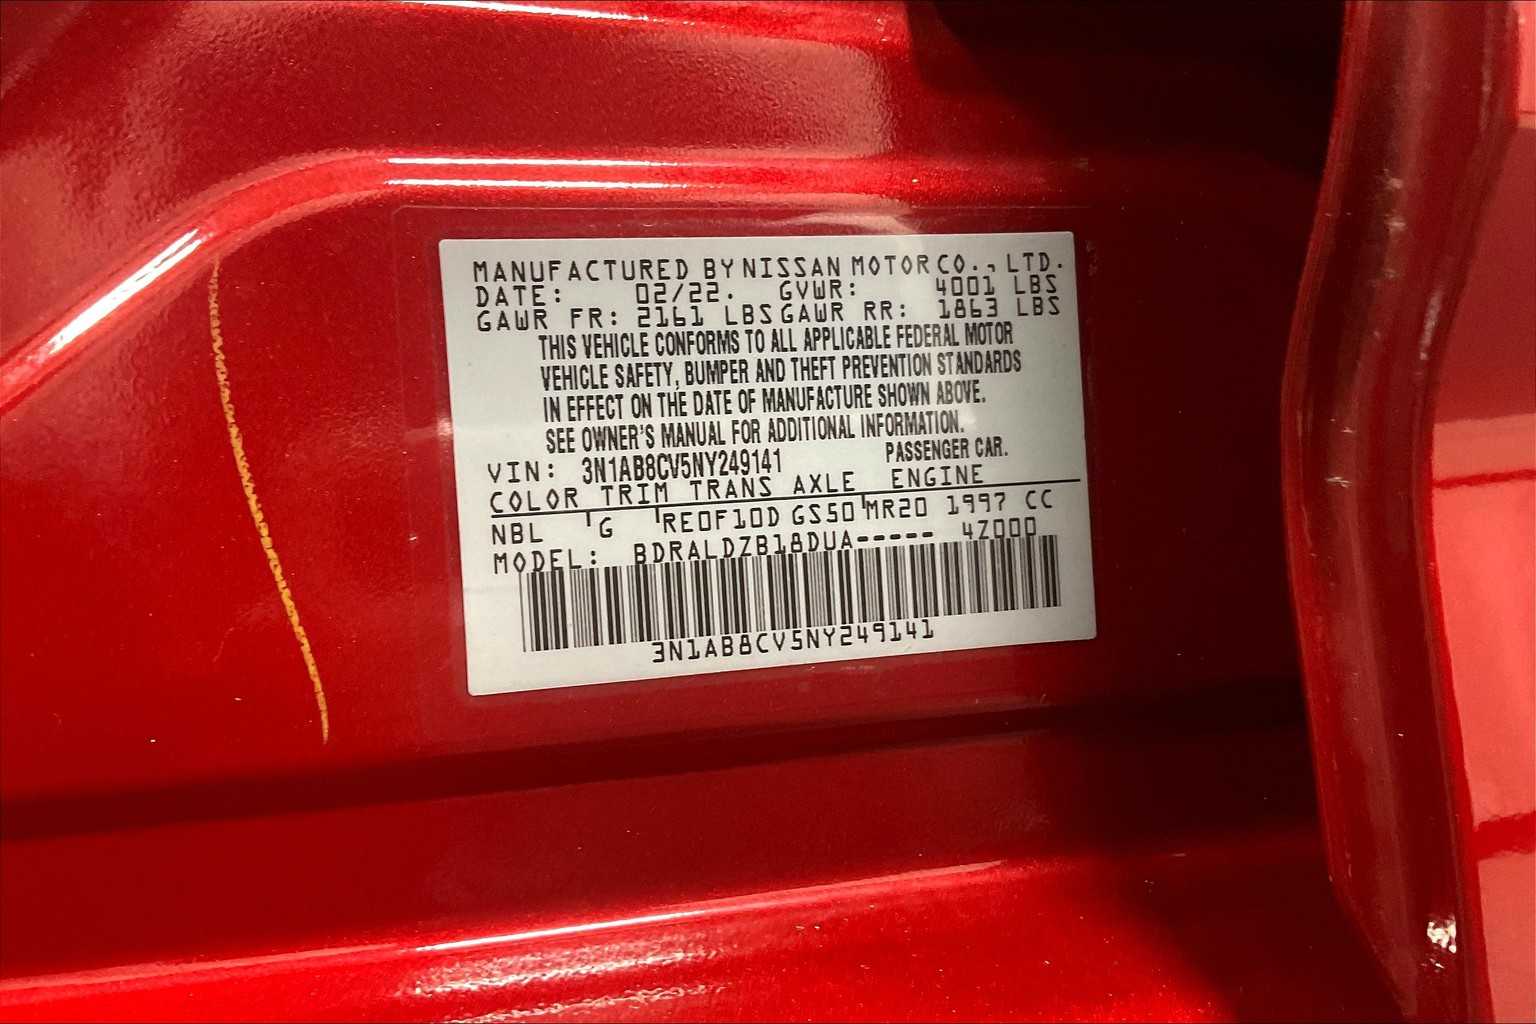 MANUFACTURED BY NISSAN MOTOR CO., LTD.
DATE: 02/22. GVWR: 4001 LBS
GAWR FR: 2161 LBS GAWR RR: 1863 LBS
THIS VEHICLE CONFORMS TO ALL APPLICABLE FEDERAL MOTOR
VEHICLE SAFETY, BUMPER AND THEFT PREVENTION STANDARDS
IN EFFECT ON THE DATE OF MANUFACTURE SHOWN ABOVE.
SEE OWNER'S MANUAL FOR ADDITIONAL INFORMATION.
VIN: 3N1AB8CV5NY249141 PASSENGER CAR.
COLOR TRIM TRANS AXLE ENGINE
NBL G RE0F10D GS50 MR20 1997 CC
MODEL: BDRALDZB18DUA----- 4Z000
3N1AB8CV5NY249141